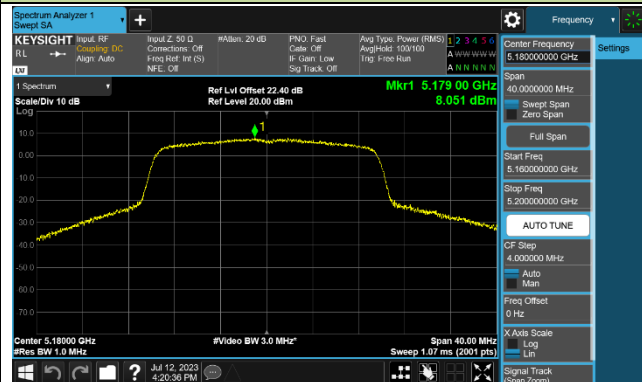 Spectrum Analyzer 1
Swept SA
Frequency
KEYSIGHT
RL
Input: RF
Coupling: DC
Align: Auto
Input Z: 50 Ω
Corrections: Off
Freq Ref: Int (S)
NFE: Off
#Atten: 20 dB
PNO: Fast
Gate: Off
IF Gain: Low
Sig Track: Off
Avg Type: Power (RMS)
Avg|Hold: 100/100
Trig: Free Run
1 2 3 4 5 6
A W W W W W
A N N N N N
LXI
1 Spectrum
Scale/Div 10 dB
Ref Lvl Offset 22.40 dB
Ref Level 20.00 dBm
Mkr1 5.179 00 GHz
8.051 dBm
Log
1
10.0
0.00
-10.0
-20.0
-30.0
-40.0
-50.0
-60.0
-70.0
Center 5.18000 GHz
#Res BW 1.0 MHz
#Video BW 3.0 MHz*
Span 40.00 MHz
Sweep 1.07 ms (2001 pts)
Jul 12, 2023
4:20:36 PM
Center Frequency
5.180000000 GHz
Settings
Span
40.0000000 MHz
Swept Span
Zero Span
Full Span
Start Freq
5.160000000 GHz
Stop Freq
5.200000000 GHz
AUTO TUNE
CF Step
4.000000 MHz
Auto
Man
Freq Offset
0 Hz
X Axis Scale
Log
Lin
Signal Track
(Span Zoom)